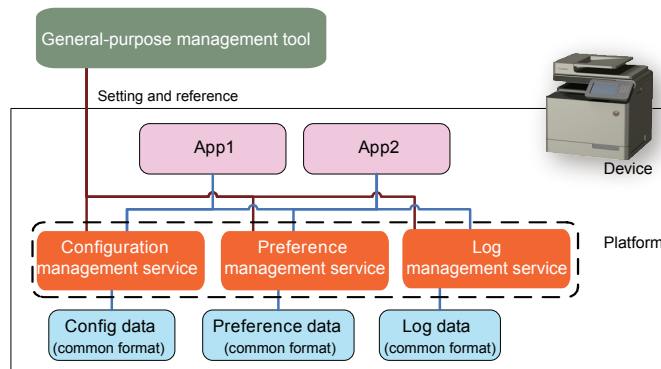 General-purpose management tool
Setting and reference
App1
App2
Device
Configuration
management service
Preference
management service
Log
management service
Platform
Config data
(common format)
Preference data
(common format)
Log data
(common format)